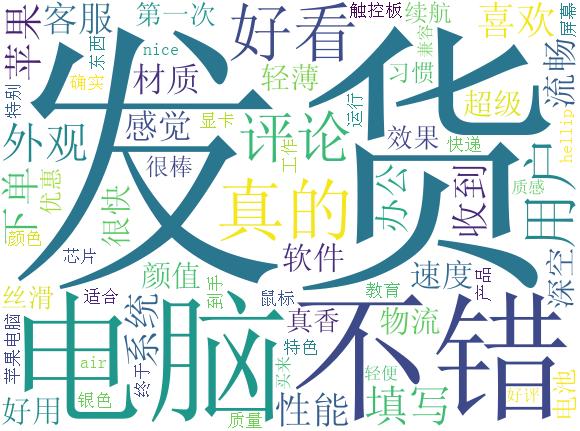 苹果
客服
东西
第一次
nice
好看
触控板
续航
兼容
喜欢
屏幕
特别
确实
材质
轻薄
习惯
运行
流畅
发货
外观
感觉
显卡
评论
效果
快递
超级
hellip
下单
优惠
很快
很棒
工作
真的
办公
收到
用户
质感
颜色
芯片
颜值
软件
速度
深空
丝滑
适合
到手
鼠标
教育
产品
苹果电脑
电脑
系统
真香
特色
物流
不错
air
终于
买来
轻便
好用
银色
质量
性能
填写
好评
电池